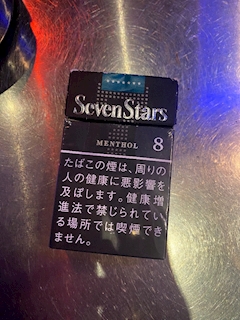 SevenStars
MENTHOL 8
たばこの煙は、周りの
人の健康に悪影響を
及ぼします。健康増
進法で禁じられてい
る場所では喫煙でき
ません。